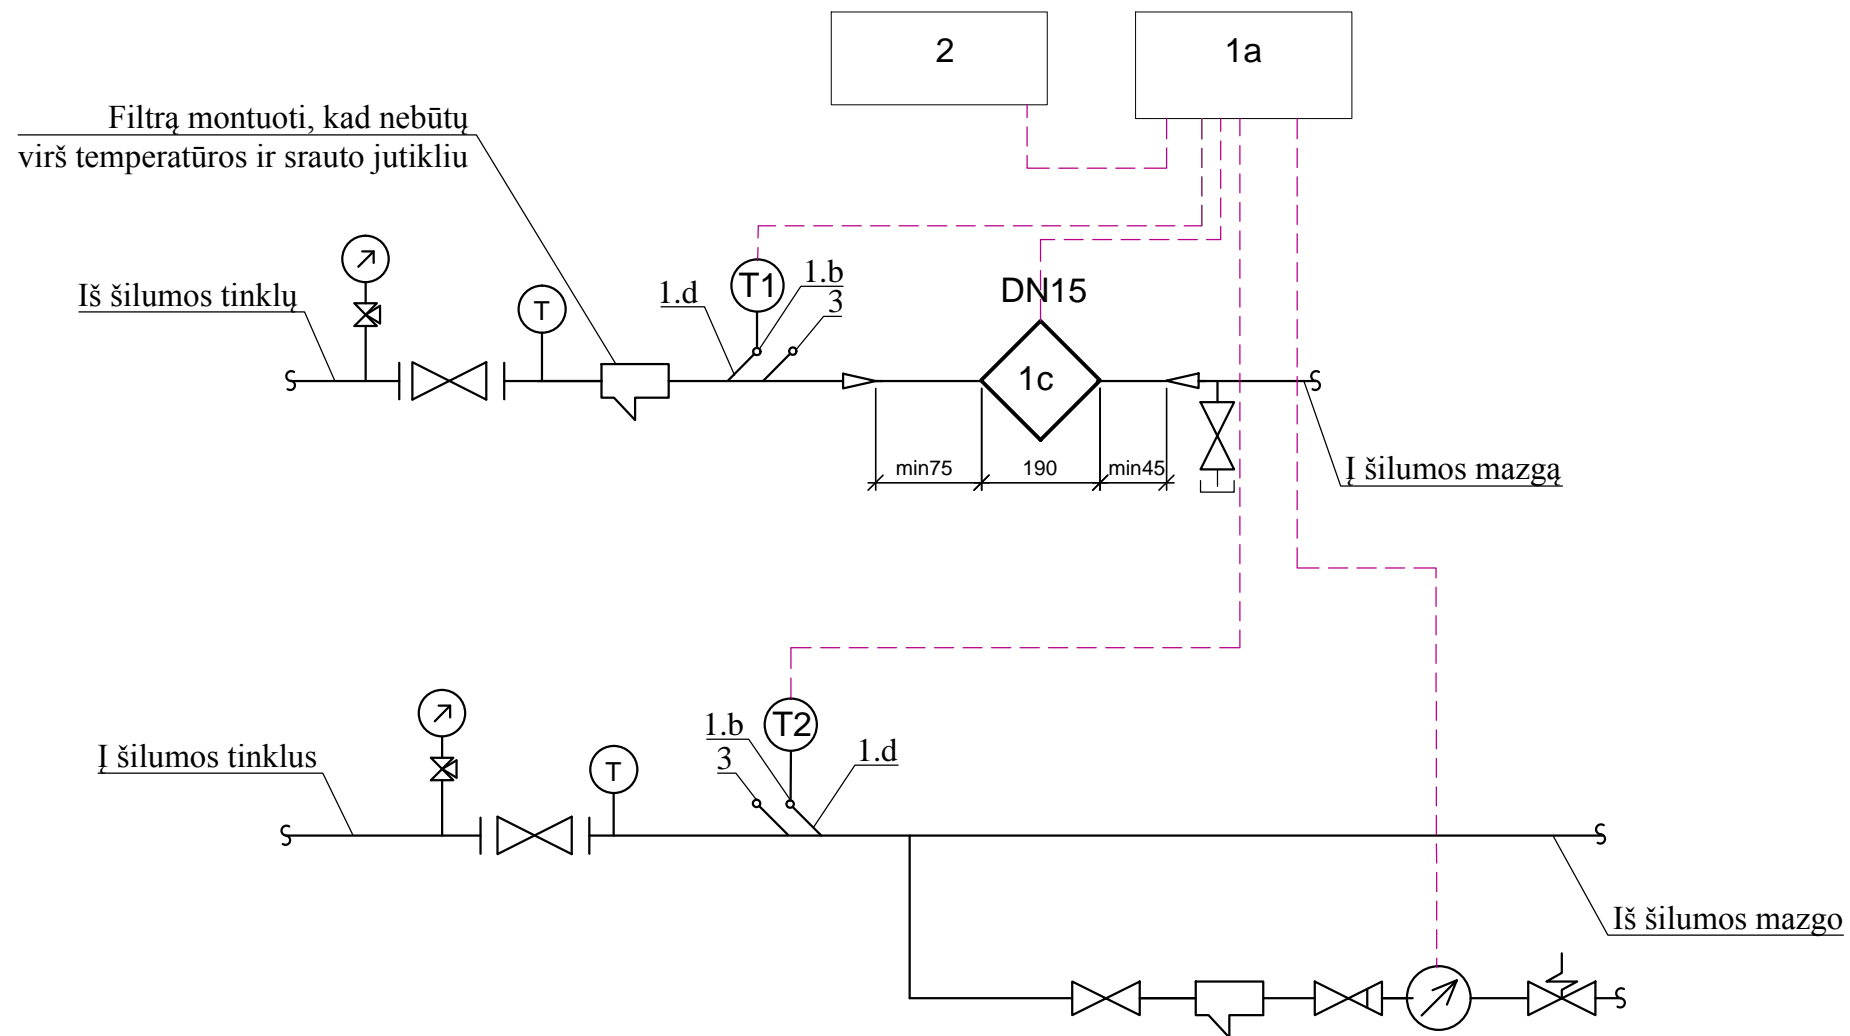 2
1a
Filtrą montuoti, kad nebūtų
virš temperatūros ir srauto jutikliu
Iš šilumos tinklų
T
1.d
T1
1.b
3
DN15
1c
min75
190
min45
Į šilumos mazgą
Į šilumos tinklus
T
1.b
3
T2
1.d
Iš šilumos mazgo